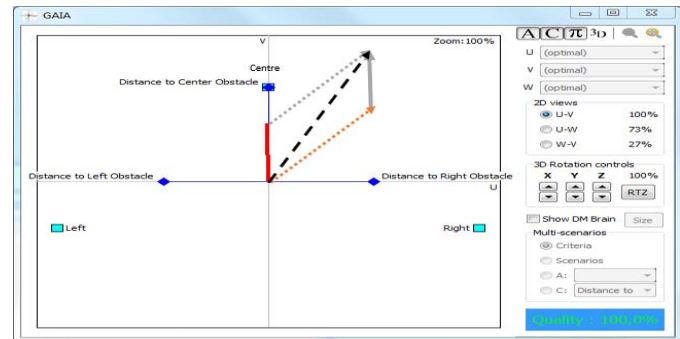 GAIA
A C π 3D
V
Zoom: 100%
Centre
Distance to Center Obstacle
Distance to Left Obstacle
Distance to Right Obstacle
U
Left
Right
U (optimal)
V (optimal)
W (optimal)
2D views
U-V 100%
U-W 73%
W-V 27%
3D Rotation controls
X Y Z 100%
RTZ
Show DM Brain Size
Multi-scenarios
Criteria
Scenarios
A:
C: Distance to
Quality : 100,0%